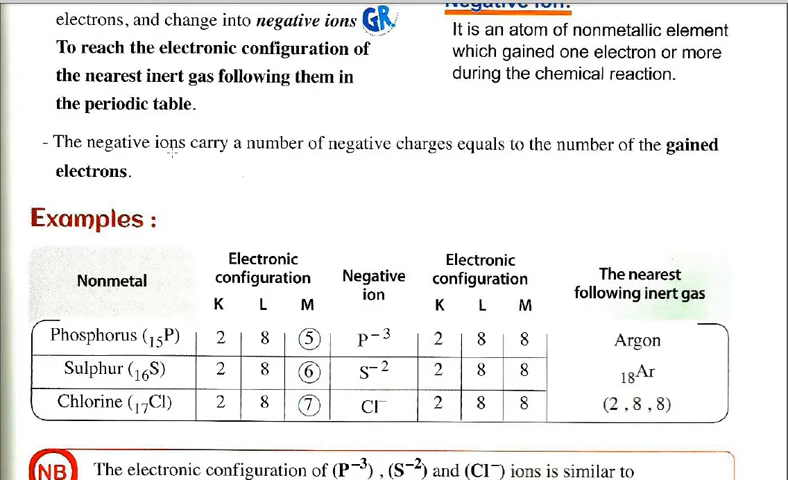 electrons, and change into negative ions GR.
To reach the electronic configuration of
the nearest inert gas following them in
the periodic table.
Negative ion:
It is an atom of nonmetallic element
which gained one electron or more
during the chemical reaction.
- The negative ions carry a number of negative charges equals to the number of the gained
electrons.
Examples :
Nonmetal Electronic configuration Negative ion Electronic configuration The nearest following inert gas
K L M K L M
Phosphorus (₁₅P) 2 8 5 P⁻³ 2 8 8 Argon
Sulphur (₁₆S) 2 8 6 S⁻² 2 8 8 ₁₈Ar
Chlorine (₁₇Cl) 2 8 7 Cl⁻ 2 8 8 (2 , 8 , 8)
NB The electronic configuration of (P⁻³) , (S⁻²) and (Cl⁻) ions is similar to